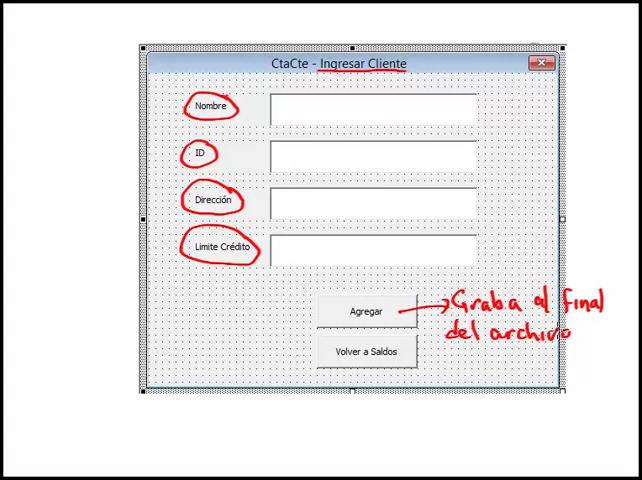 CtaCte - Ingresar Cliente
Nombre
ID
Dirección
Limite Crédito
Agregar
Graba al final
del archivo
Volver a Saldos